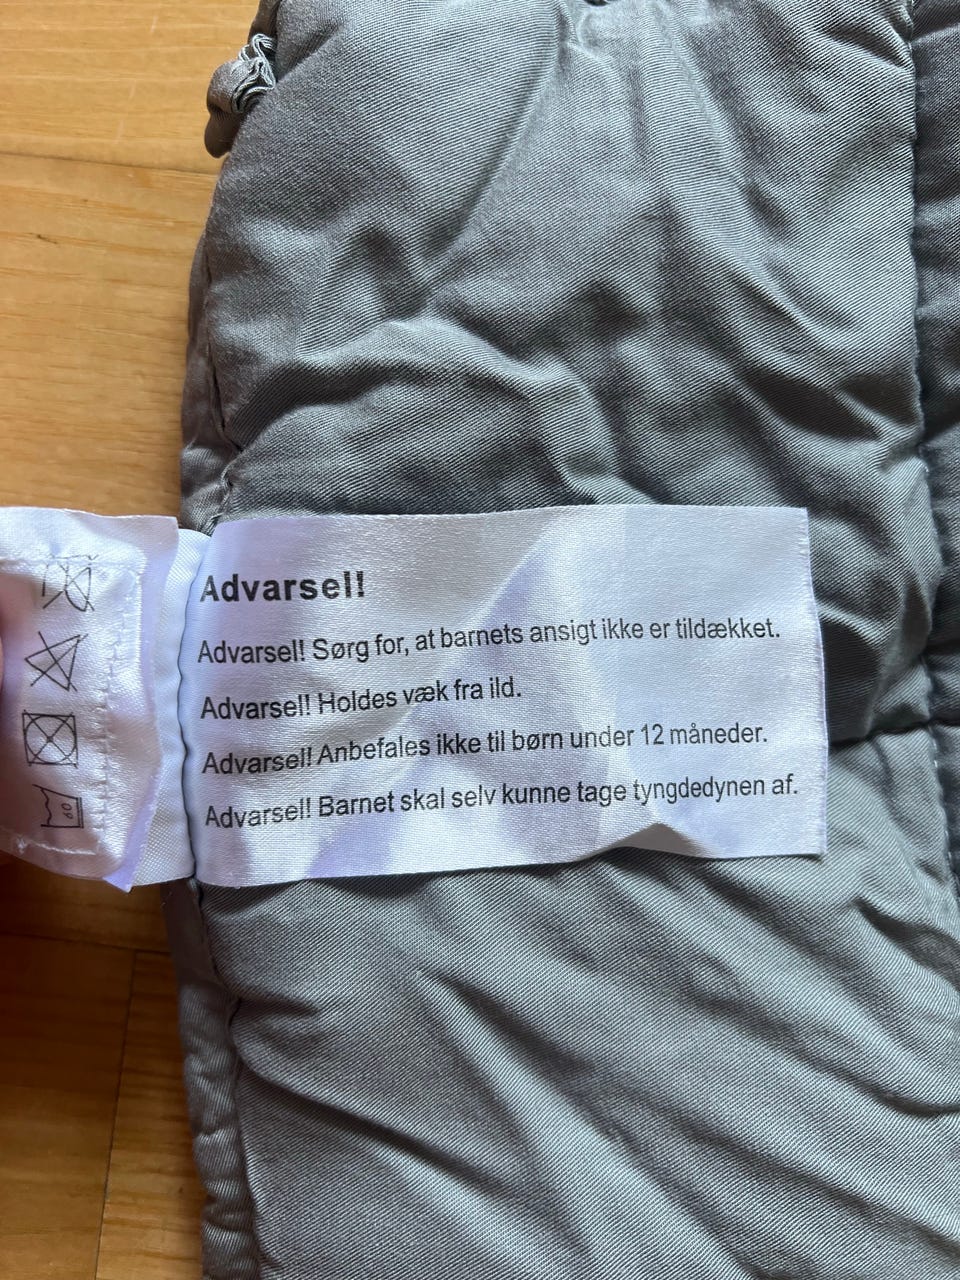 Advarsel!
Advarsel! Sørg for, at barnets ansigt ikke er tildækket.
Advarsel! Holdes væk fra ild.
Advarsel! Anbefales ikke til børn under 12 måneder.
Advarsel! Barnet skal selv kunne tage tyngdedynen af.
60